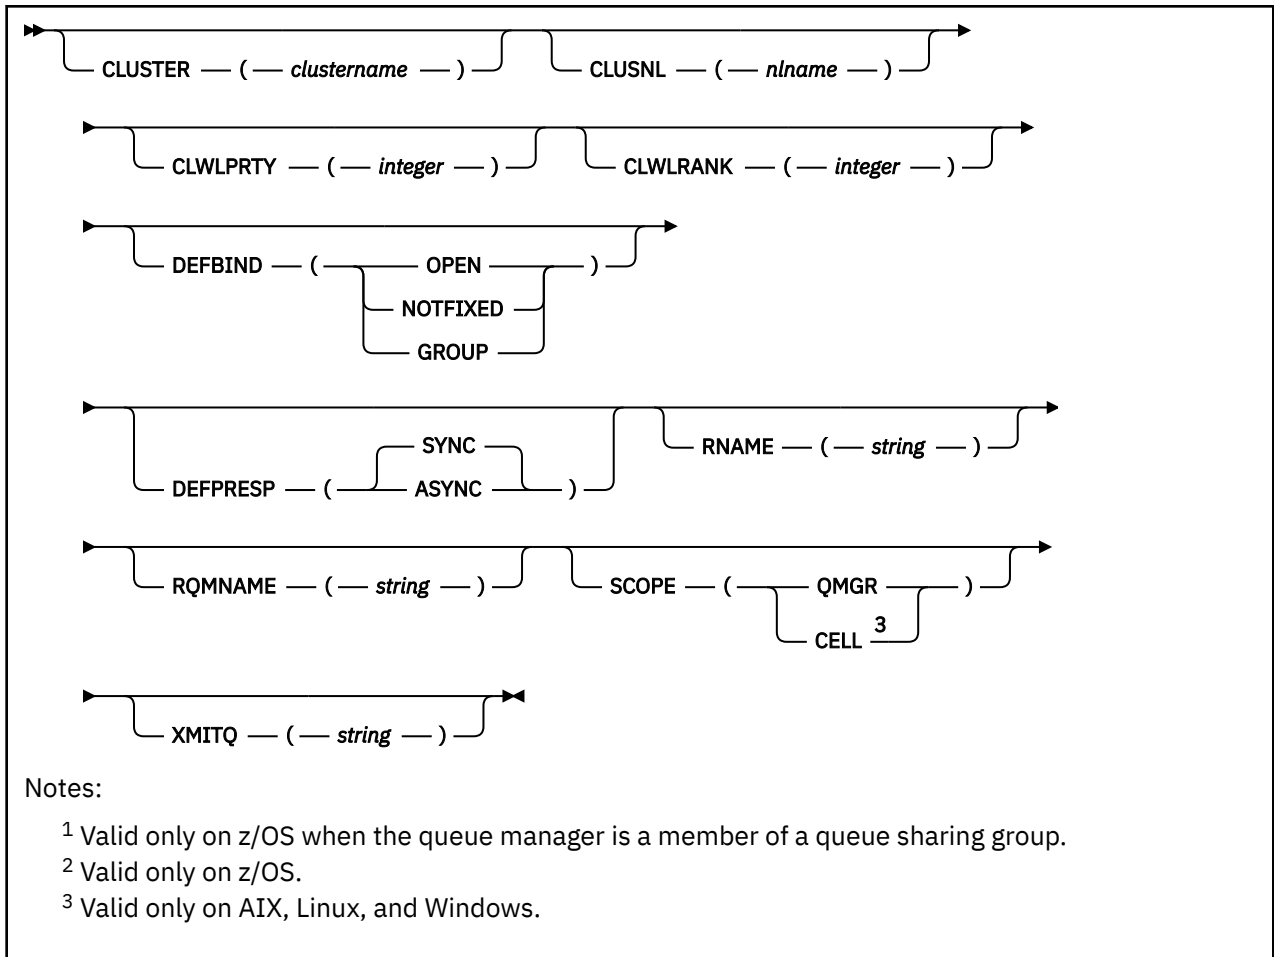 CLUSTER ( clustername ) CLUSNL ( nlname )
CLWLPRTY ( integer ) CLWLRANK ( integer )
DEFBIND ( OPEN )
NOTFIXED
GROUP
SYNC
RNAME ( string )
DEFPRESP ( ASYNC )
RQMNAME ( string ) SCOPE ( QMGR )
CELL 3
XMITQ ( string )
Notes:
1 Valid only on z/OS when the queue manager is a member of a queue sharing group.
2 Valid only on z/OS.
3 Valid only on AIX, Linux, and Windows.